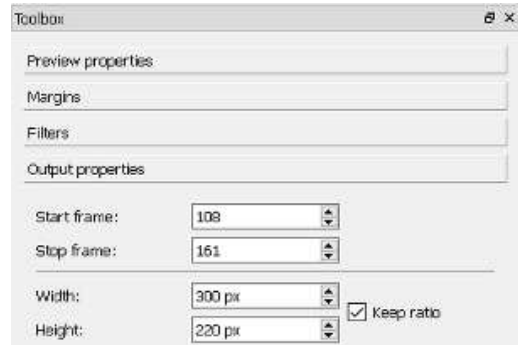 Toolbox
Preview properties
Margins
Filters
Output properties
Start frame: 108
Stop frame: 161
Width: 300 px
Keep ratio
Height: 220 px